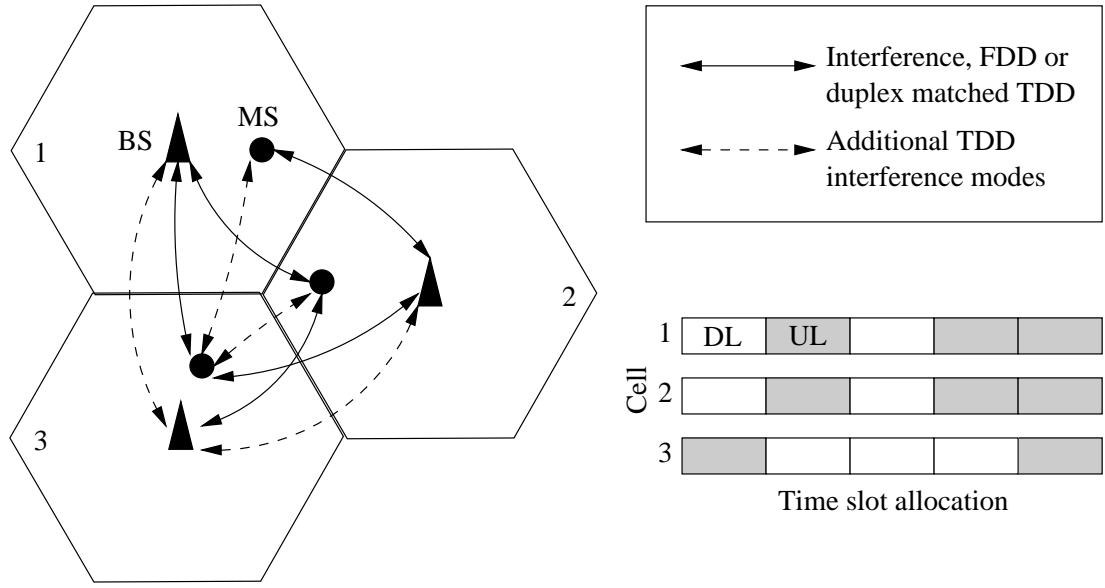 BS
MS
1
2
3
Interference, FDD or
duplex matched TDD
Additional TDD
interference modes
1
DL
UL
Cell
2
3
Time slot allocation